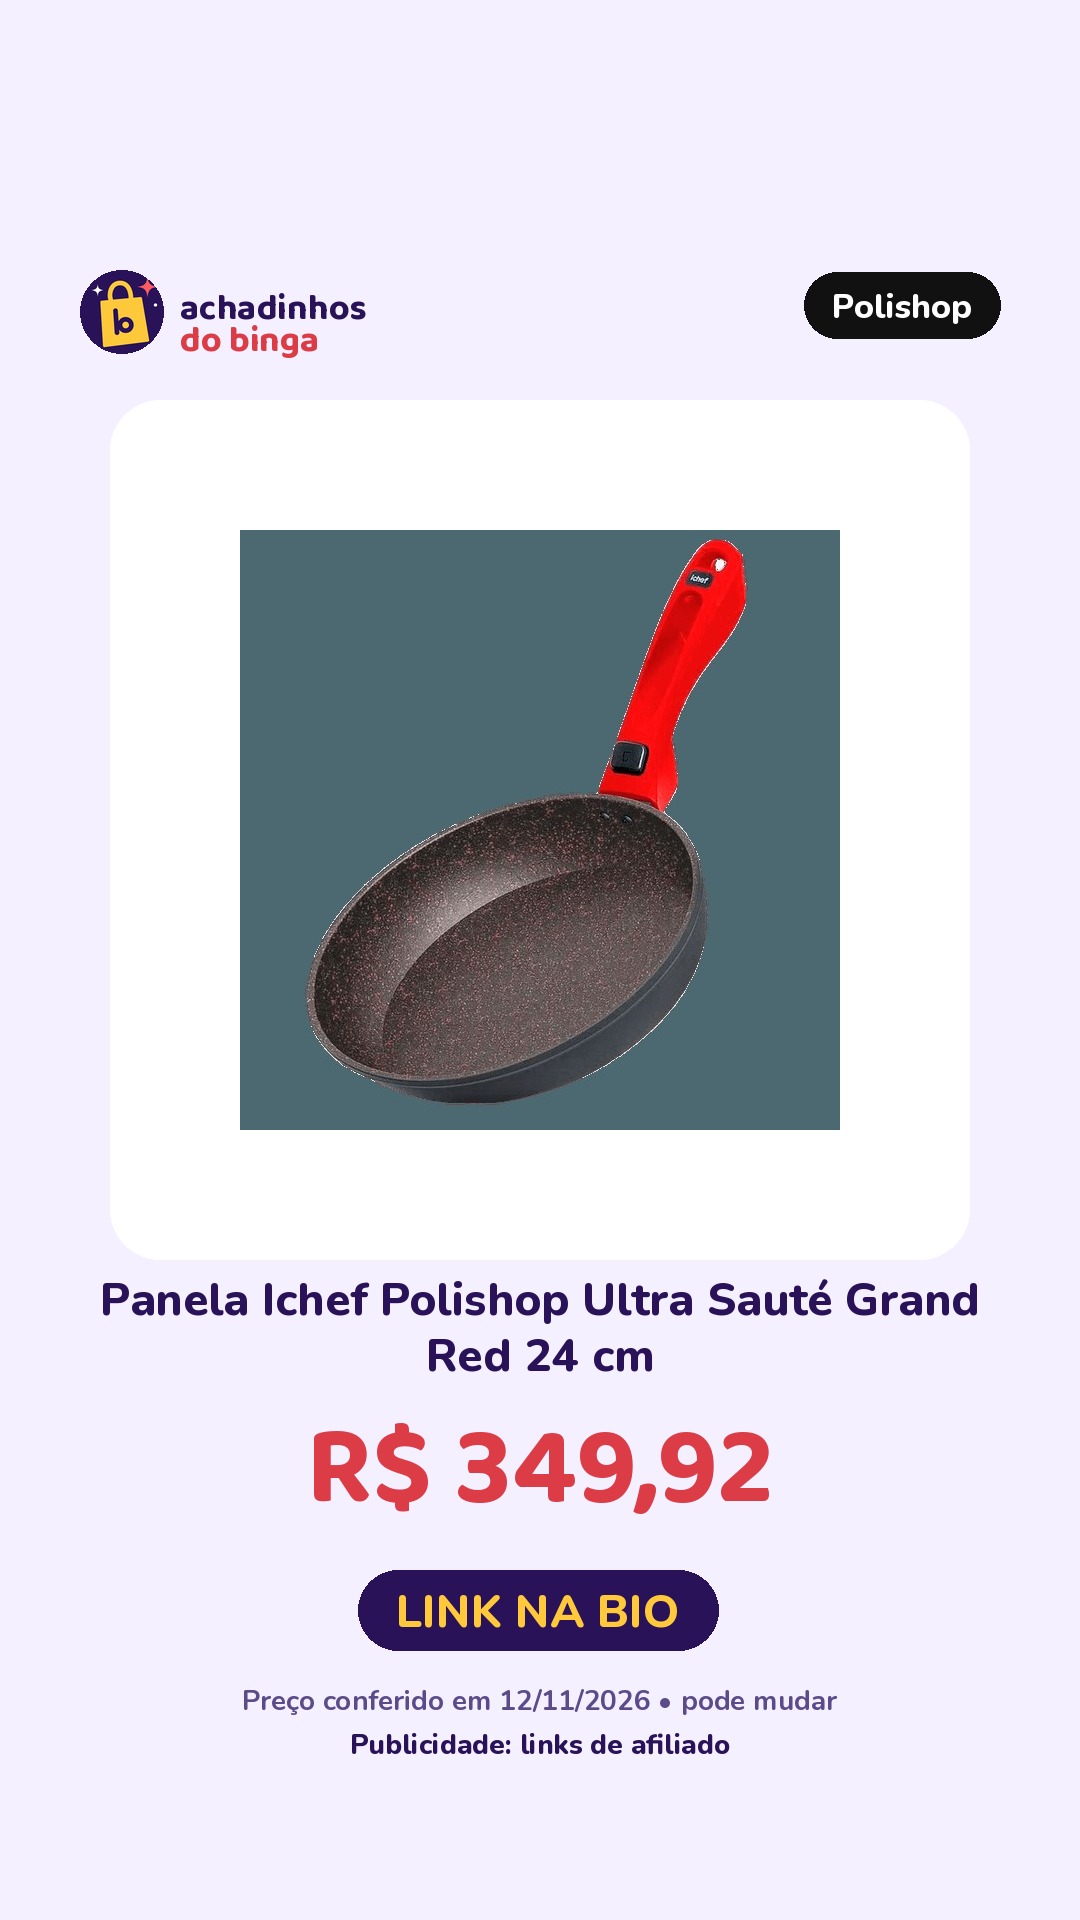 achadinhos
do binga
Polishop
ichef
Panela Ichef Polishop Ultra Sauté Grand
Red 24 cm
R$ 349,92
LINK NA BIO
Preço conferido em 12/11/2026 • pode mudar
Publicidade: links de afiliado